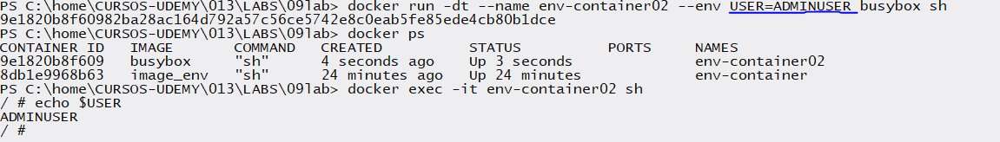 PS C:\home\CURSOS-UDEMY\013\LABS\09lab> docker run -dt --name env-container02 --env USER=ADMINUSER busybox sh
9e1820b8f60982ba28ac164d792a57c56ce5742e8c0eab5fe85ede4cb80b1dce
PS C:\home\CURSOS-UDEMY\013\LABS\09lab> docker ps
CONTAINER ID   IMAGE       COMMAND   CREATED          STATUS          PORTS     NAMES
9e1820b8f609   busybox     "sh"      4 seconds ago    Up 3 seconds              env-container02
8db1e9968b63   image_env   "sh"      24 minutes ago   Up 24 minutes             env-container
PS C:\home\CURSOS-UDEMY\013\LABS\09lab> docker exec -it env-container02 sh
/ # echo $USER
ADMINUSER
/ #